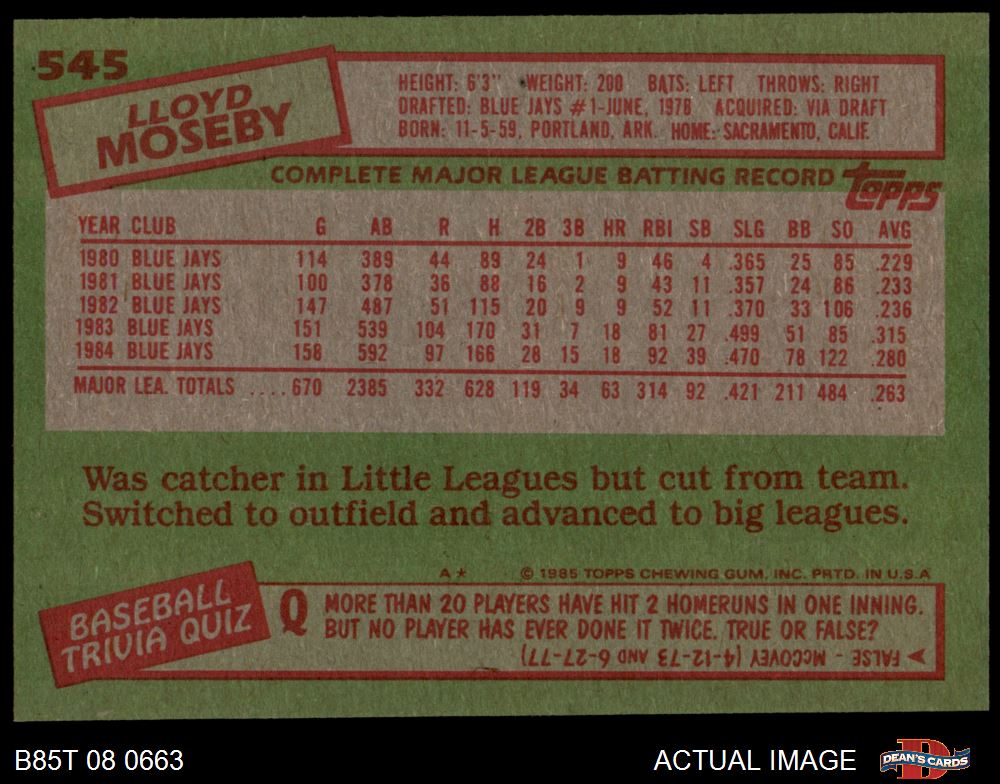 545
LLOYD
MOSEBY
HEIGHT: 6'3" WEIGHT: 200 BATS: LEFT THROWS: RIGHT
DRAFTED: BLUE JAYS #1-JUNE, 1978 ACQUIRED: VIA DRAFT
BORN: 11-5-59, PORTLAND, ARK. HOME: SACRAMENTO, CALIF.
COMPLETE MAJOR LEAGUE BATTING RECORD topps
YEAR CLUB G AB R H 2B 3B HR RBI SB SLG BB SO AVG
1980 BLUE JAYS 114 389 44 89 24 1 9 46 4 .365 25 85 .229
1981 BLUE JAYS 100 378 36 88 16 2 9 43 11 .357 24 86 .233
1982 BLUE JAYS 147 487 51 115 20 9 9 52 11 .370 33 106 .236
1983 BLUE JAYS 151 539 104 170 31 7 18 81 27 .499 51 85 .315
1984 BLUE JAYS 158 592 97 166 28 15 18 92 39 .470 78 122 .280
MAJOR LEA. TOTALS ....670 2385 332 628 119 34 63 314 92 .421 211 484 .263
Was catcher in Little Leagues but cut from team.
Switched to outfield and advanced to big leagues.
A* © 1985 TOPPS CHEWING GUM, INC. PRTD. IN U.S.A
BASEBALL
TRIVIA QUIZ
Q MORE THAN 20 PLAYERS HAVE HIT 2 HOMERUNS IN ONE INNING.
BUT NO PLAYER HAS EVER DONE IT TWICE. TRUE OR FALSE?
FALSE - MCCOVEY (4-12-73 AND 6-27-77)
B85T 08 0663
ACTUAL IMAGE
DEAN'S CARDS